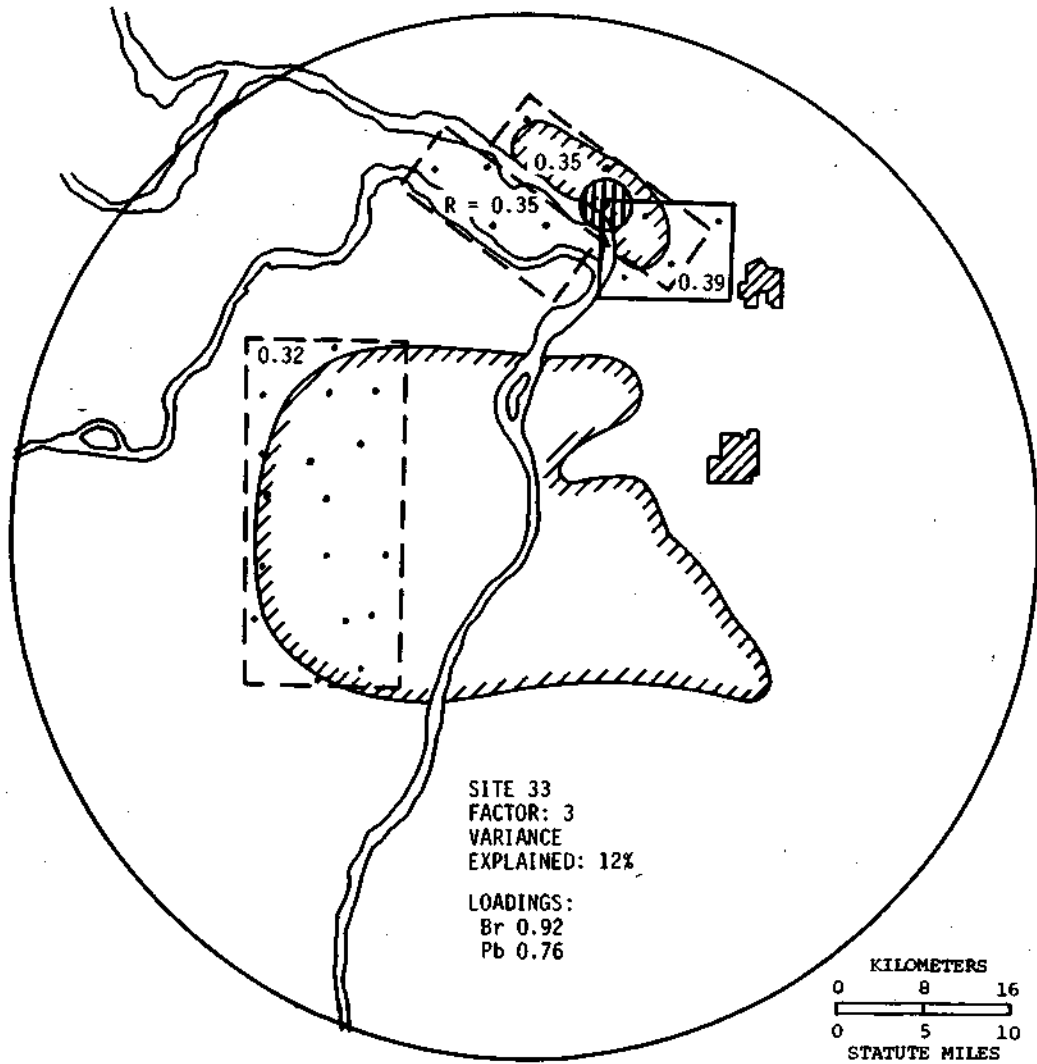 0.35
R = 0.35
0.39
0.32
SITE 33
FACTOR: 3
VARIANCE
EXPLAINED: 12%
LOADINGS:
Br 0.92
Pb 0.76
KILOMETERS
0 8 16
0 5 10
STATUTE MILES